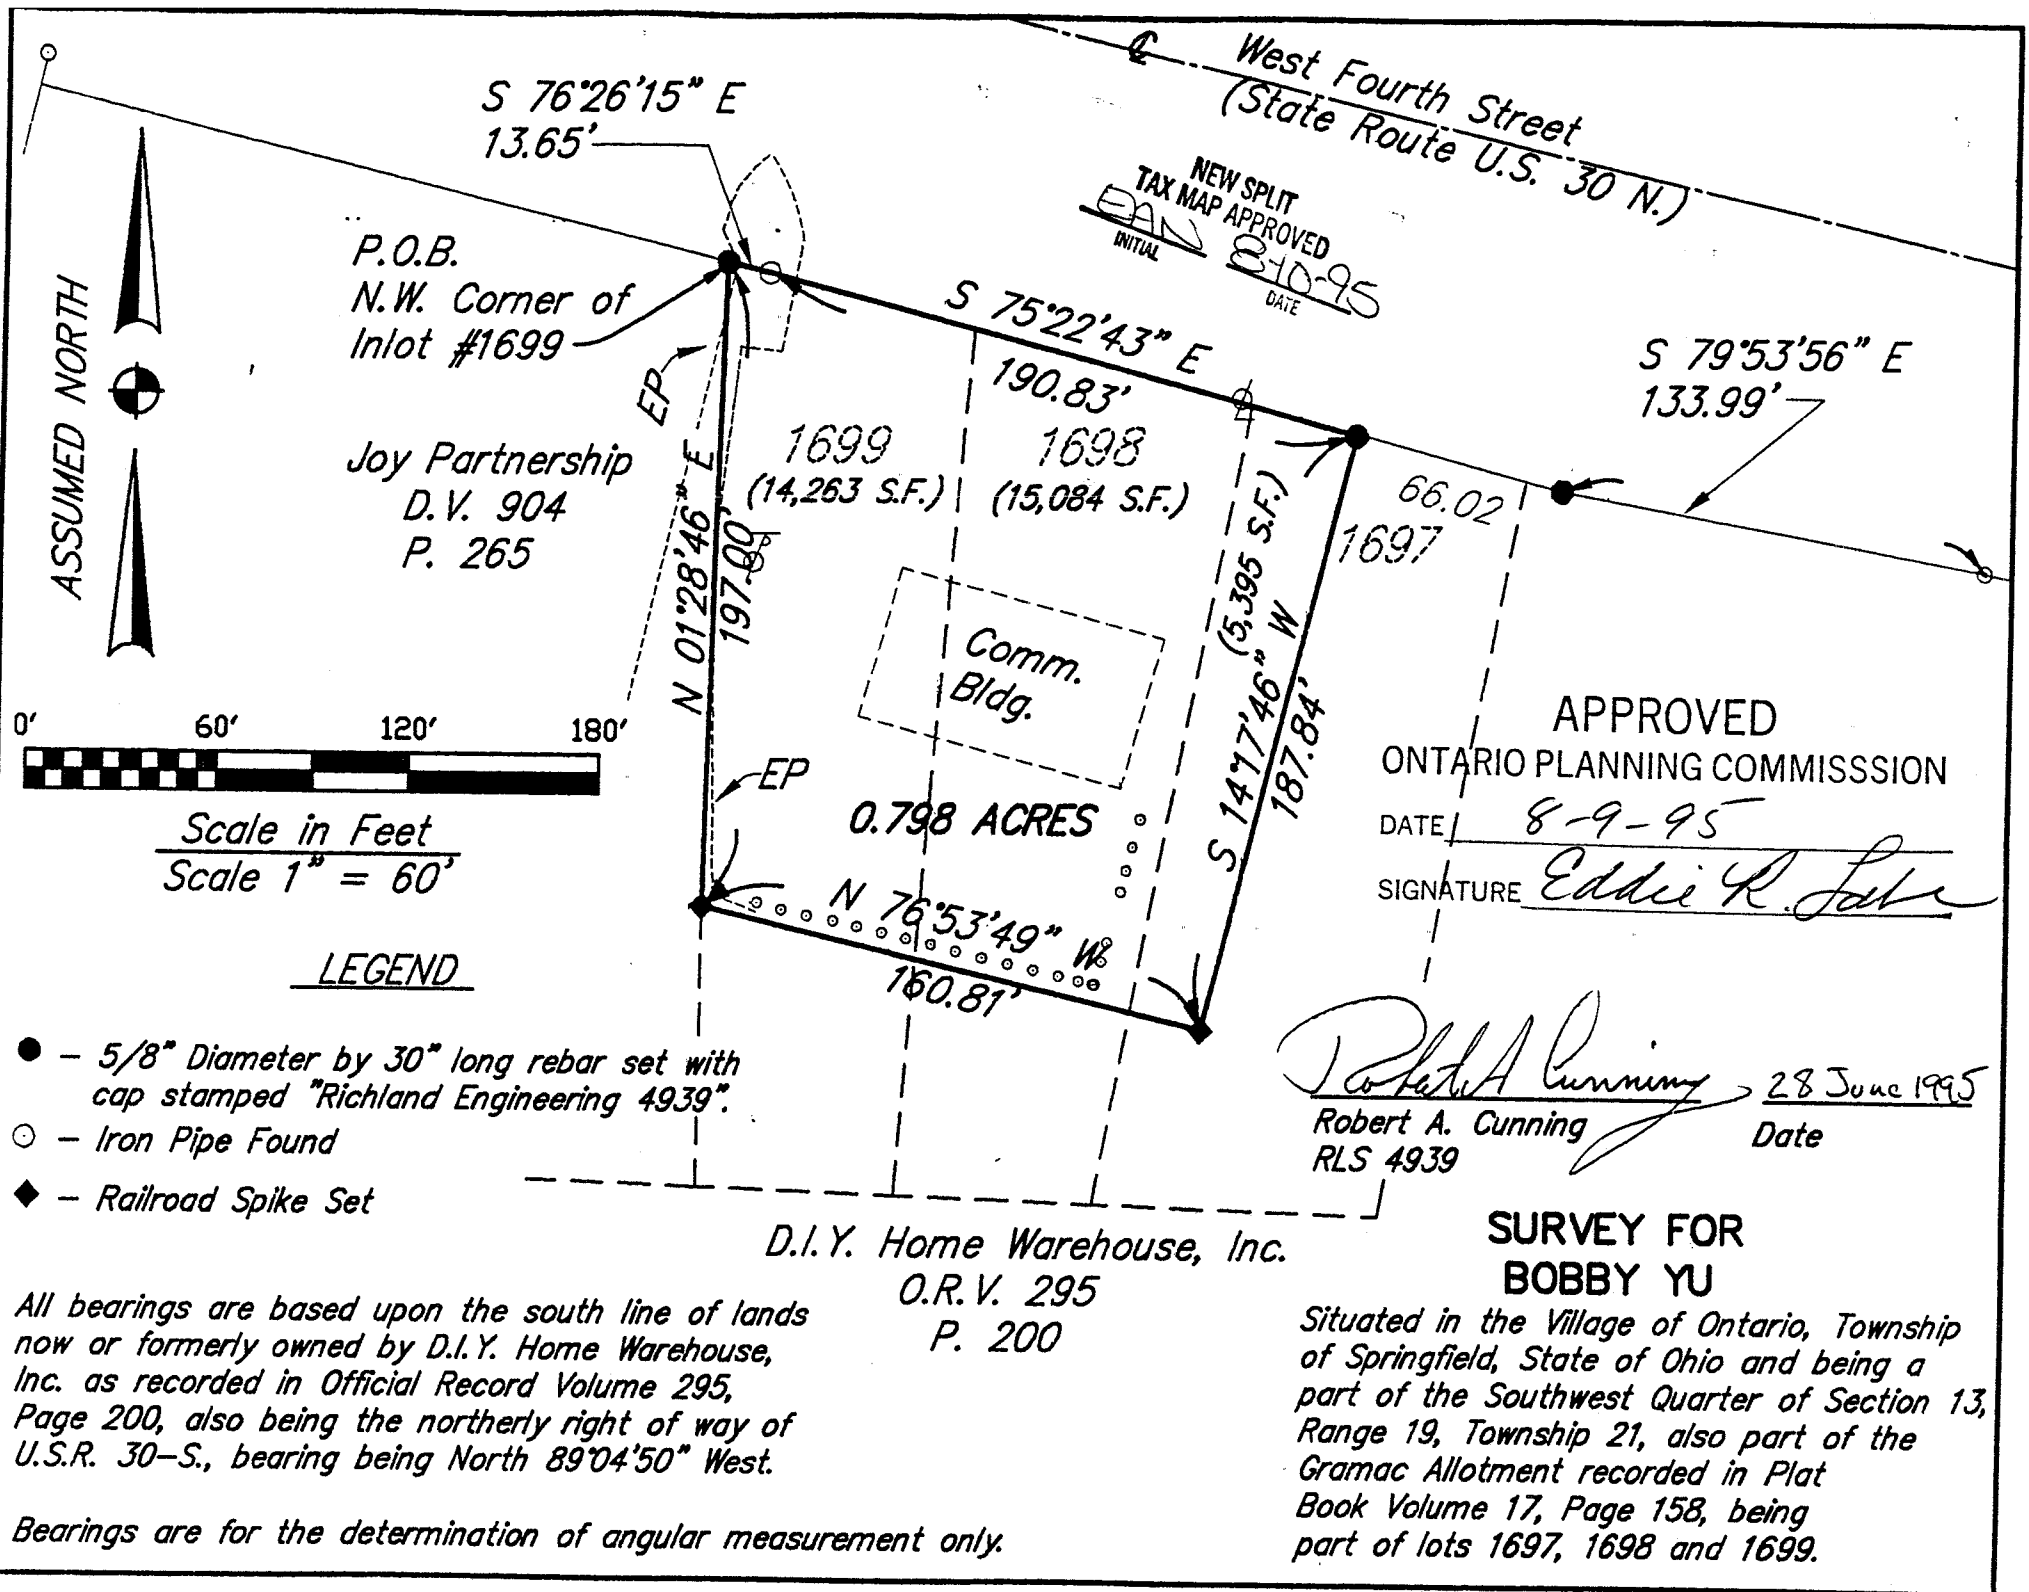 West Fourth Street
(State Route U.S. 30 N.)
S 76°26'15" E
13.65'
NEW SPLIT
TAX MAP APPROVED
EAN
INITIAL
8-10-95
DATE
P.O.B.
N.W. Corner of
Inlot #1699
ASSUMED NORTH
EP
S 75°22'43" E
190.83'
S 79°53'56" E
133.99'
Joy Partnership
D.V. 904
P. 265
1699
(14,263 S.F.)
1698
(15,084 S.F.)
(5,395 S.F.)
66.02
1697
N 01°28'46" E
197.00'
Comm.
Bldg.
S 14°17'46" W
187.84'
0' 60' 120' 180'
Scale in Feet
Scale 1" = 60'
EP
0.798 ACRES
APPROVED
ONTARIO PLANNING COMMISSSION
DATE 8-9-95
SIGNATURE Eddie R.
N 76°53'49" W
160.81'
LEGEND
– 5/8" Diameter by 30" long rebar set with
cap stamped "Richland Engineering 4939".
– Iron Pipe Found
– Railroad Spike Set
Robert A Cunning 28 June 1995
Robert A. Cunning Date
RLS 4939
D.I.Y. Home Warehouse, Inc.
O.R.V. 295
P. 200
SURVEY FOR
BOBBY YU
Situated in the Village of Ontario, Township
of Springfield, State of Ohio and being a
part of the Southwest Quarter of Section 13,
Range 19, Township 21, also part of the
Gramac Allotment recorded in Plat
Book Volume 17, Page 158, being
part of lots 1697, 1698 and 1699.
All bearings are based upon the south line of lands
now or formerly owned by D.I.Y. Home Warehouse,
Inc. as recorded in Official Record Volume 295,
Page 200, also being the northerly right of way of
U.S.R. 30–S., bearing being North 89°04'50" West.
Bearings are for the determination of angular measurement only.